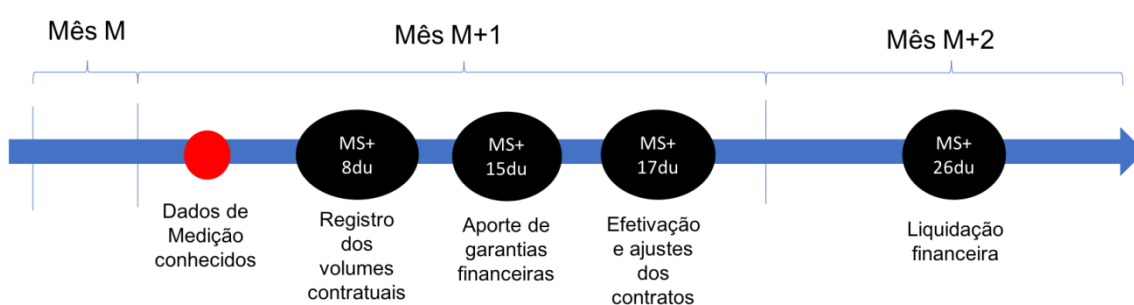 Mês M
Mês M+1
Mês M+2
MS+
8du
MS+
15du
MS+
17du
MS+
26du
Dados de
Medição
conhecidos
Registro
dos
volumes
contratuais
Aporte de
garantias
financeiras
Efetivação
e ajustes
dos
contratos
Liquidação
financeira